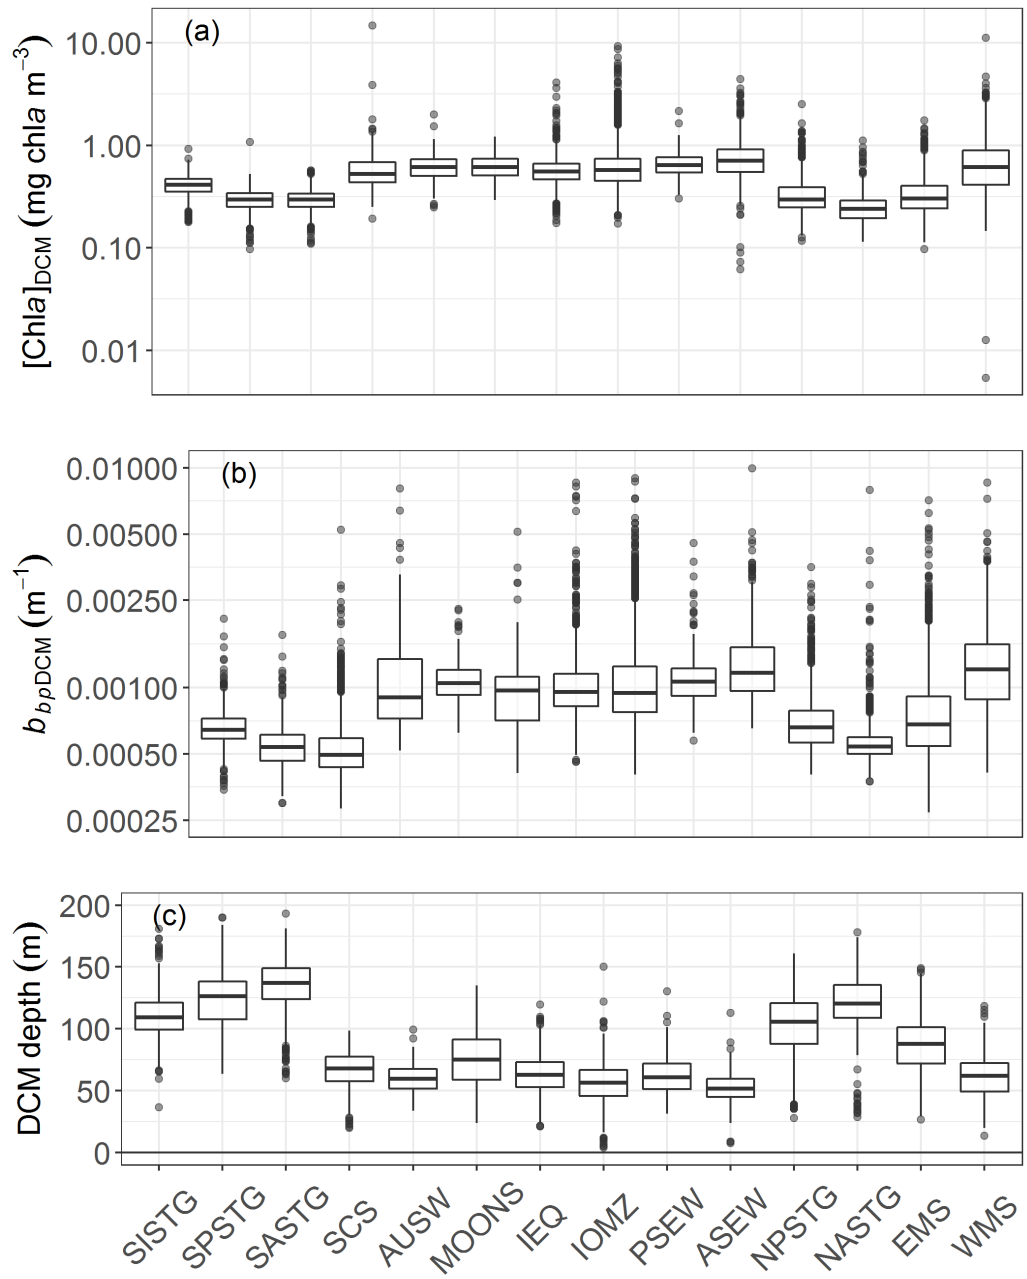 (a)
[Chla]DCM (mg chla m−3)
10.00
1.00
0.10
0.01
(b)
bbpDCM (m−1)
0.01000
0.00500
0.00250
0.00100
0.00050
0.00025
(c)
DCM depth (m)
200
150
100
50
0
SISTG SPSTG SASTG SCS AUSW MOONS IEQ IOMZ PSEW ASEW NPSTG NASTG EMS WMS